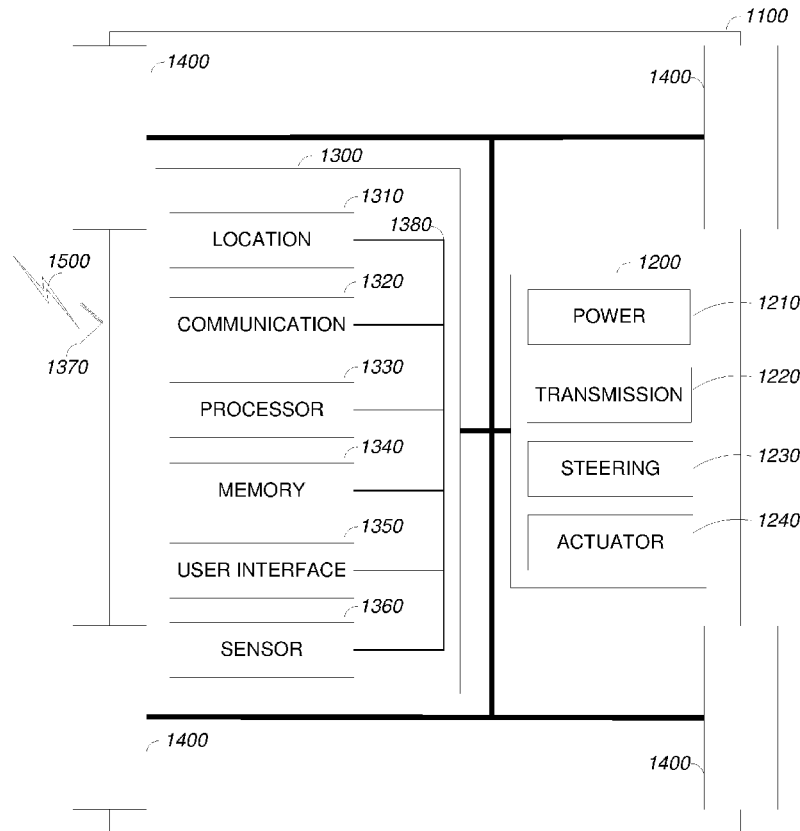 1100
1400
1400
1300
1310
1380
LOCATION
1500
1320
1200
COMMUNICATION
1210
POWER
1370
1330
1220
TRANSMISSION
PROCESSOR
1340
1230
STEERING
MEMORY
1240
1350
ACTUATOR
USER INTERFACE
1360
SENSOR
1400
1400